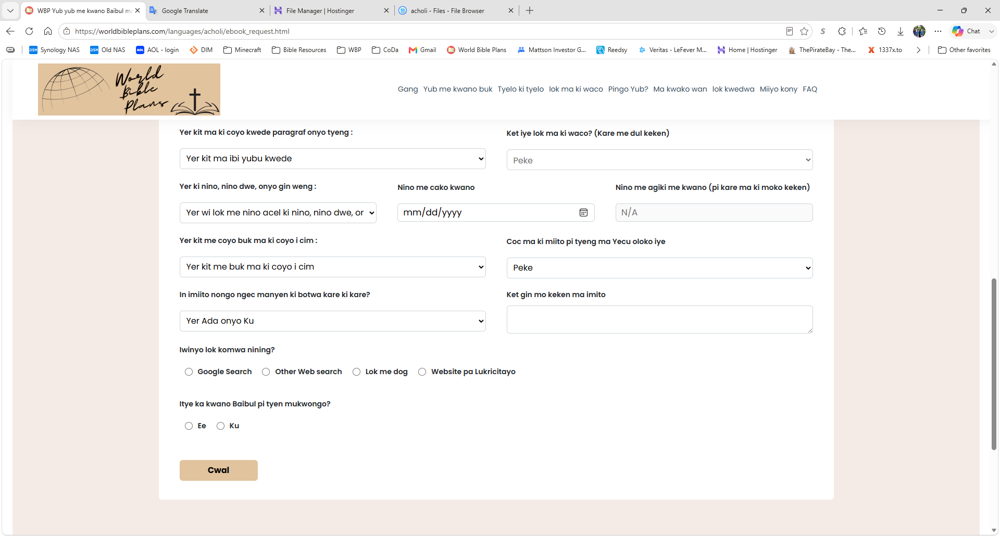 WBP Yub yub me kwano Baibul ma
Google Translate
File Manager | Hostinger
acholi - Files - File Browser
https://worldbibleplans.com/languages/acholi/ebook_request.html
Chat
Synology NAS
Old NAS
AOL - login
DIM
Minecraft
Bible Resources
WBP
CoDa
Gmail
World Bible Plans
Mattson Investor G...
Reedsy
Veritas - LeFever M...
Home | Hostinger
ThePirateBay - The...
1337x.to
Other favorites
World
Bible
Plans
Gang Yub me kwano buk Tyelo ki tyelo lok ma ki waco Pingo Yub? Ma kwako wan lok kwedwa Miiyo kony FAQ
Yer kit ma ki coyo kwede paragraf onyo tyeng :
Ket iye lok ma ki waco? (Kare me dul keken)
Yer kit ma ibi yubu kwede
Peke
Yer ki nino, nino dwe, onyo gin weng :
Nino me cako kwano
Nino me agiki me kwano (pi kare ma ki moko keken)
Yer wi lok me nino acel ki nino, nino dwe, or
mm/dd/yyyy
N/A
Yer kit me coyo buk ma ki coyo i cim :
Coc ma ki miito pi tyeng ma Yecu oloko iye
Yer kit me buk ma ki coyo i cim
Peke
In imiito nongo ngec manyen ki botwa kare ki kare?
Ket gin mo keken ma imito
Yer Ada onyo Ku
Iwinyo lok komwa nining?
Google Search
Other Web search
Lok me dog
Website pa Lukricitayo
Itye ka kwano Baibul pi tyen mukwongo?
Ee
Ku
Cwal